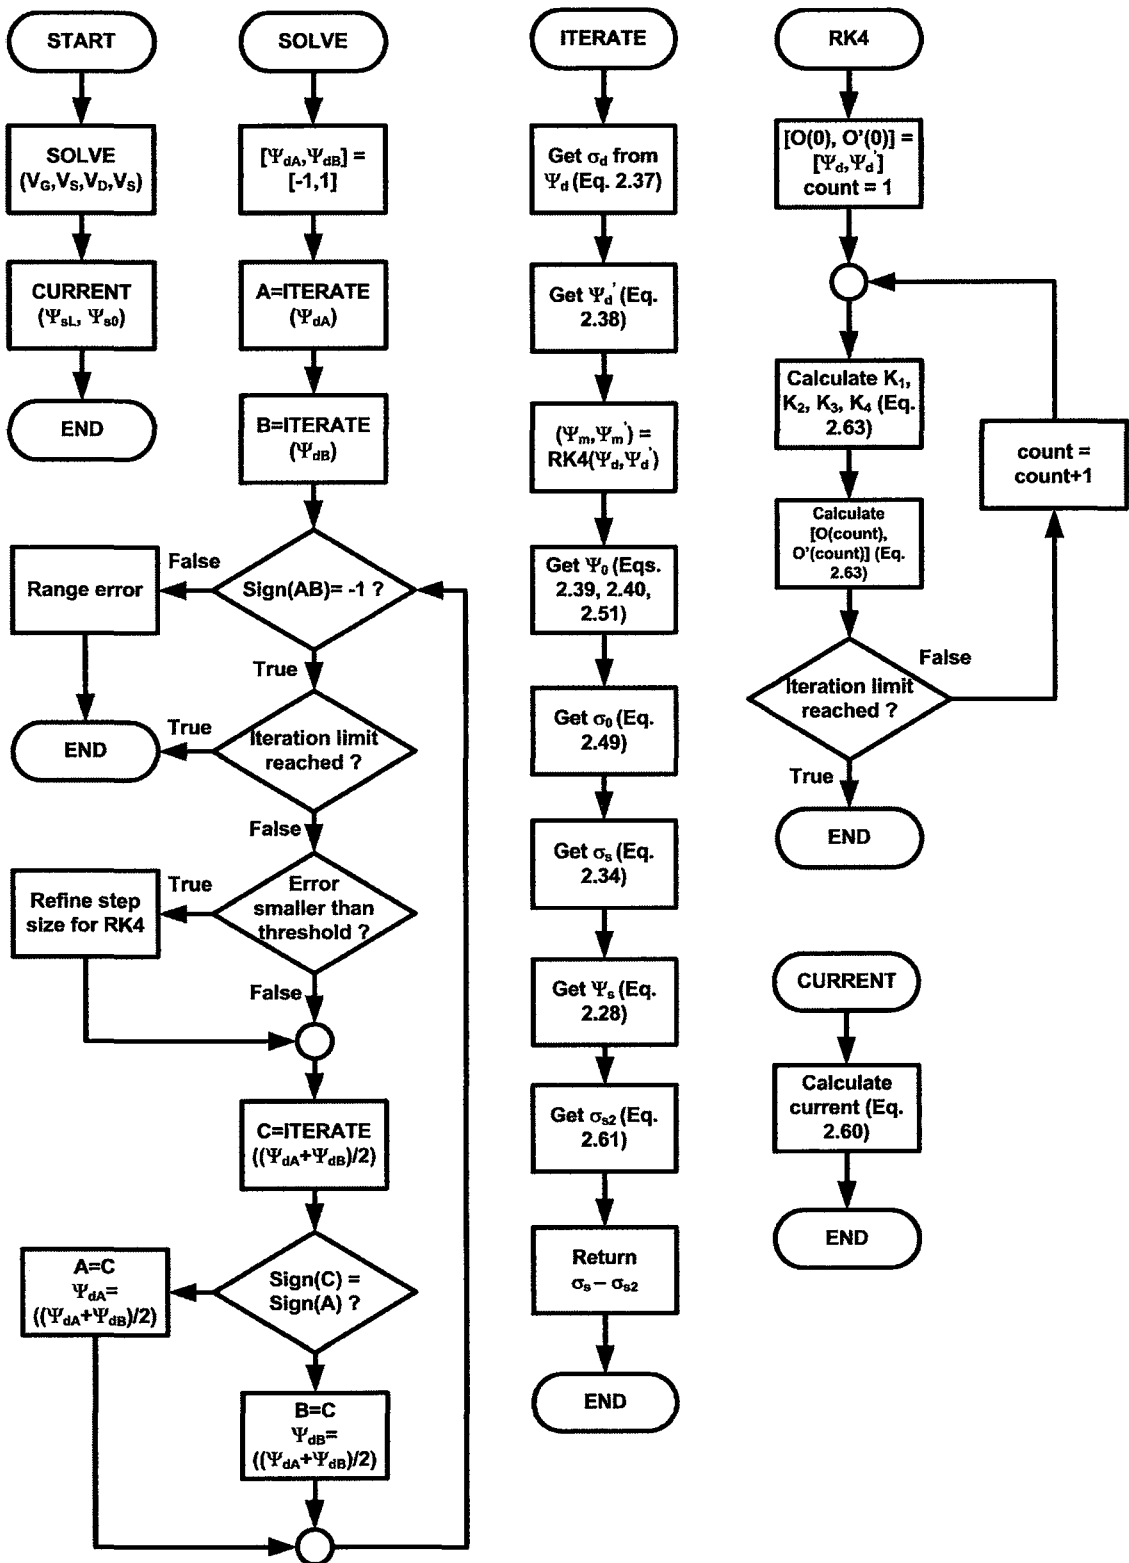 START
SOLVE
(V_G,V_S,V_D,V_S)
CURRENT
(Ψ_sL, Ψ_s0)
END
SOLVE
[Ψ_dA,Ψ_dB] =
[-1,1]
A=ITERATE
(Ψ_dA)
B=ITERATE
(Ψ_dB)
Sign(AB)= -1 ?
False
Range error
True
Iteration limit
reached ?
True
END
False
Error
smaller than
threshold ?
True
Refine step
size for RK4
False
C=ITERATE
((Ψ_dA+Ψ_dB)/2)
Sign(C) =
Sign(A) ?
A=C
Ψ_dA=
((Ψ_dA+Ψ_dB)/2)
B=C
Ψ_dB=
((Ψ_dA+Ψ_dB)/2)
ITERATE
Get σ_d from
Ψ_d (Eq. 2.37)
Get Ψ_d' (Eq.
2.38)
(Ψ_m,Ψ_m') =
RK4(Ψ_d,Ψ_d')
Get Ψ_0 (Eqs.
2.39, 2.40,
2.51)
Get σ_0 (Eq.
2.49)
Get σ_s (Eq.
2.34)
Get Ψ_s (Eq.
2.28)
Get σ_s2 (Eq.
2.61)
Return
σ_s – σ_s2
END
RK4
[O(0), O'(0)] =
[Ψ_d,Ψ_d']
count = 1
Calculate K_1,
K_2, K_3, K_4 (Eq.
2.63)
count =
count+1
Calculate
[O(count),
O'(count)] (Eq.
2.63)
False
Iteration limit
reached ?
True
END
CURRENT
Calculate
current (Eq.
2.60)
END